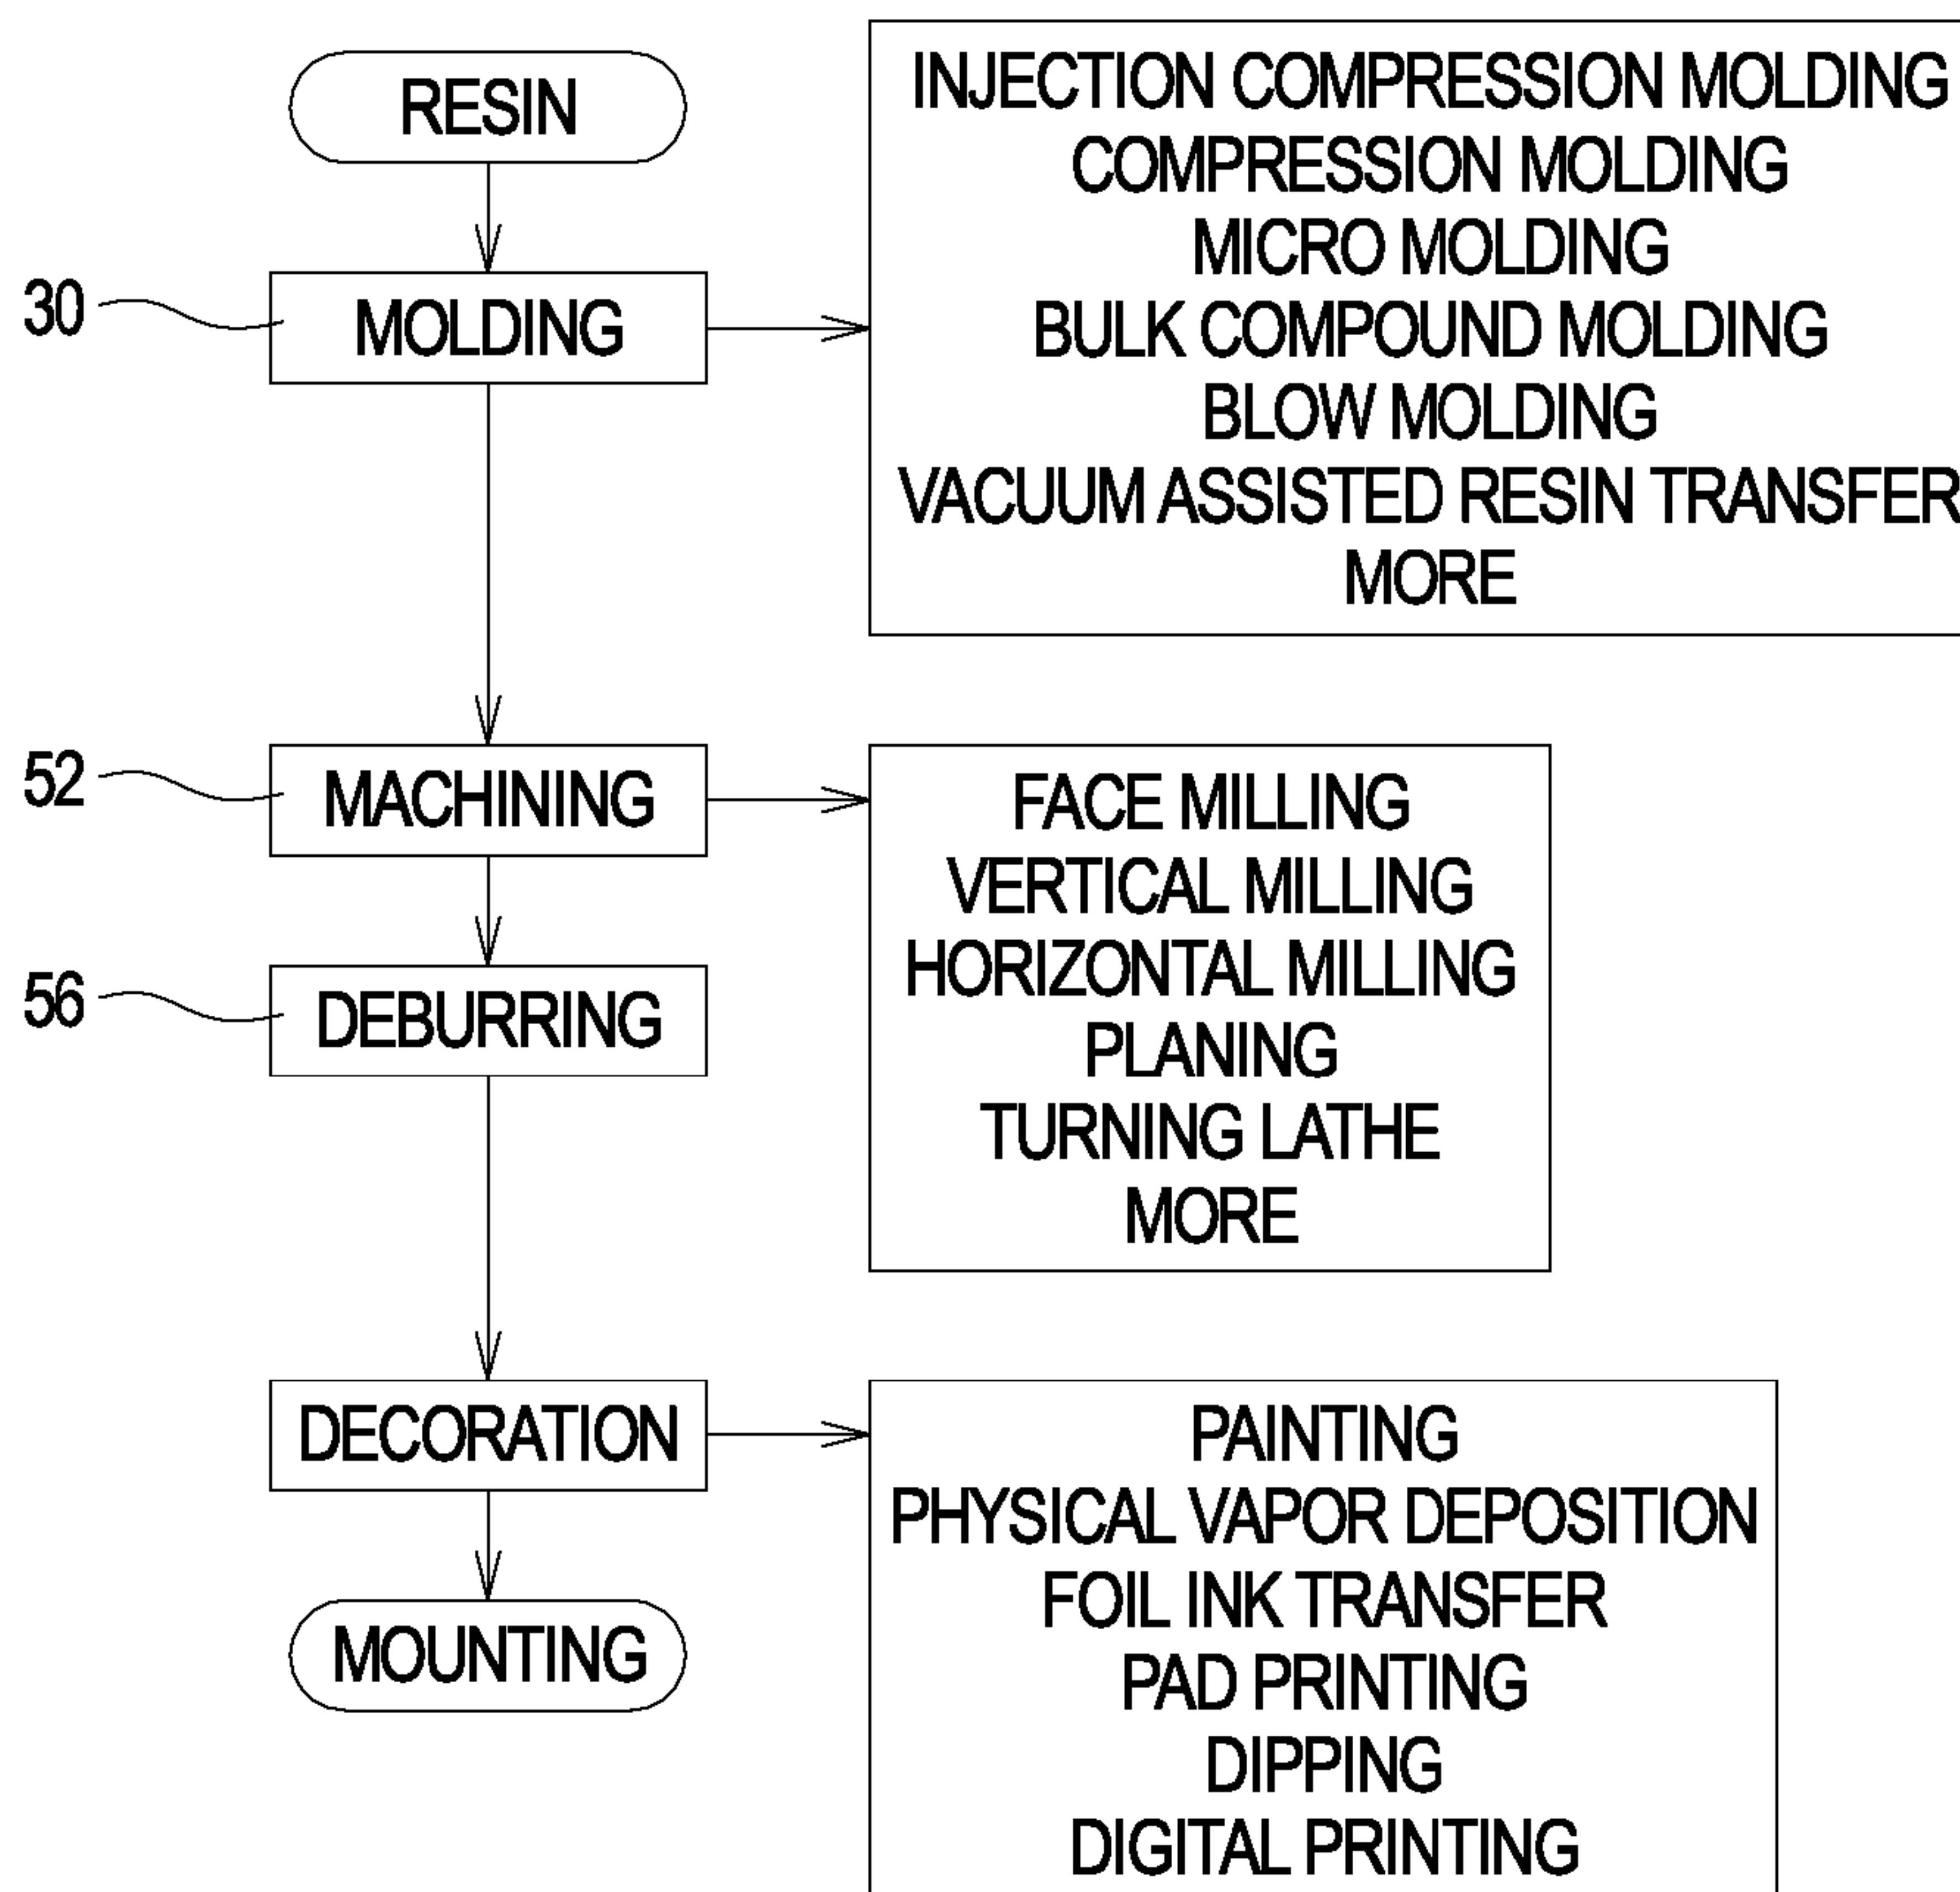 RESIN
30
MOLDING
INJECTION COMPRESSION MOLDING
COMPRESSION MOLDING
MICRO MOLDING
BULK COMPOUND MOLDING
BLOW MOLDING
VACUUM ASSISTED RESIN TRANSFER
MORE
52
MACHINING
FACE MILLING
VERTICAL MILLING
HORIZONTAL MILLING
PLANING
TURNING LATHE
MORE
56
DEBURRING
DECORATION
PAINTING
PHYSICAL VAPOR DEPOSITION
FOIL INK TRANSFER
PAD PRINTING
DIPPING
DIGITAL PRINTING
MOUNTING